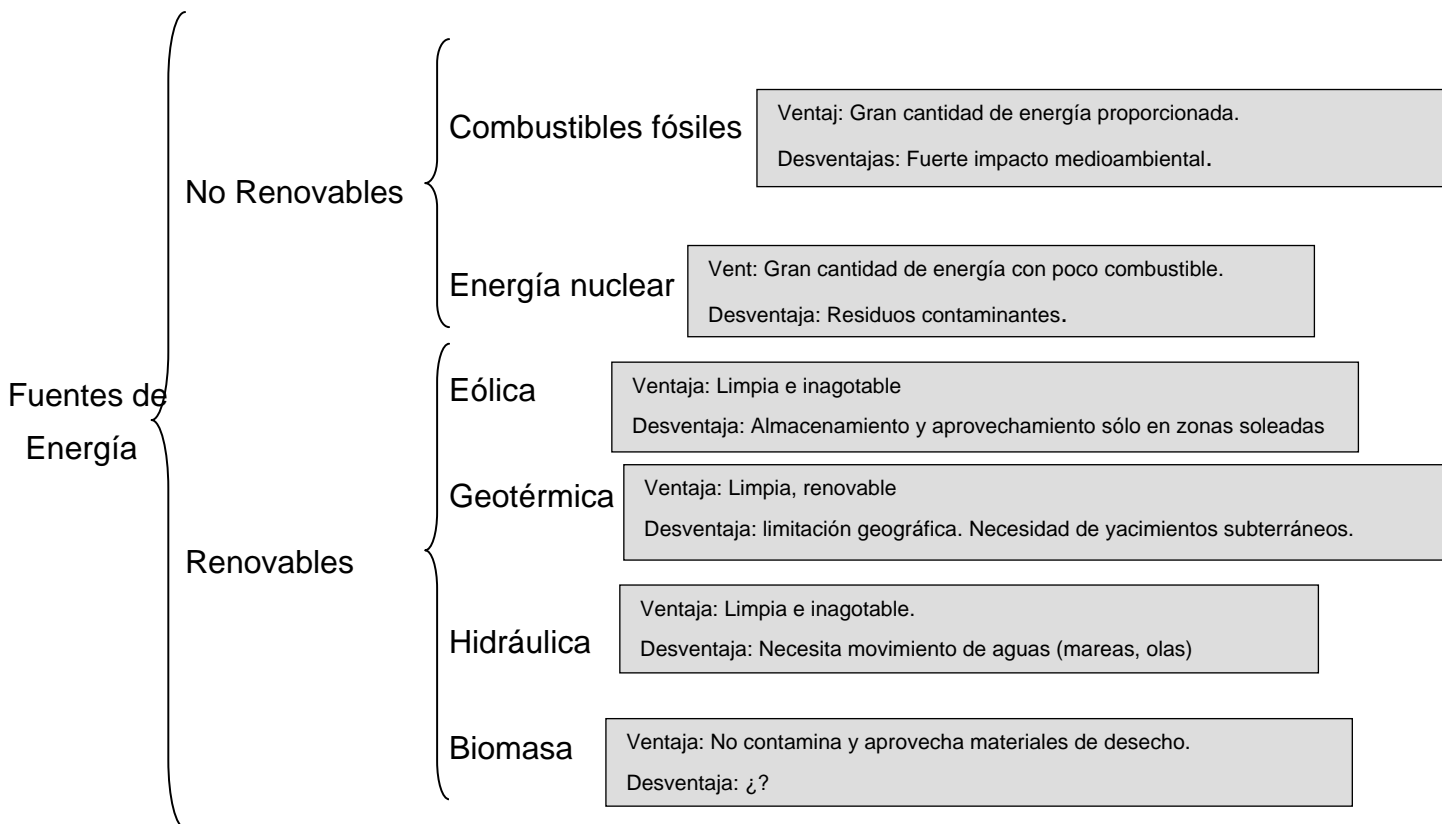 Fuentes de
Energía
No Renovables
Combustibles fósiles
Ventaj: Gran cantidad de energía proporcionada.
Desventajas: Fuerte impacto medioambiental.
Energía nuclear
Vent: Gran cantidad de energía con poco combustible.
Desventaja: Residuos contaminantes.
Renovables
Eólica
Ventaja: Limpia e inagotable
Desventaja: Almacenamiento y aprovechamiento sólo en zonas soleadas
Geotérmica
Ventaja: Limpia, renovable
Desventaja: limitación geográfica. Necesidad de yacimientos subterráneos.
Hidráulica
Ventaja: Limpia e inagotable.
Desventaja: Necesita movimiento de aguas (mareas, olas)
Biomasa
Ventaja: No contamina y aprovecha materiales de desecho.
Desventaja: ¿?